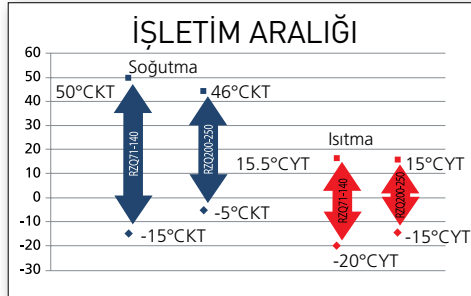 İŞLETİM ARALIĞI
60
50
40
30
20
10
0
-10
-20
-30
Soğutma
50°CKT
46°CKT
RZQ71-140
RZQ200-250
-15°CKT
-5°CKT
Isıtma
15.5°CYT
15°CYT
RZQ71-140
RZQ200-250
-20°CYT
-15°CYT